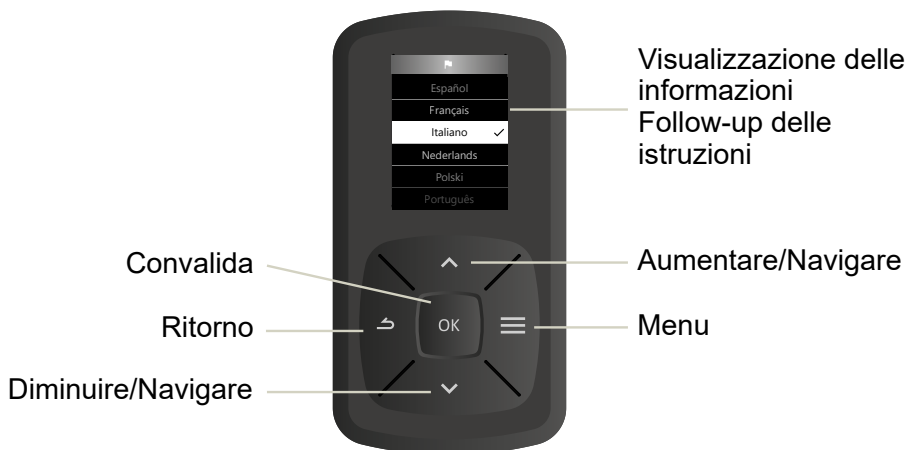 Visualizzazione delle
informazioni
Follow-up delle
istruzioni
Español
Français
Italiano
Nederlands
Polski
Português
Convalida
Aumentare/Navigare
Ritorno
OK
Menu
Diminuire/Navigare